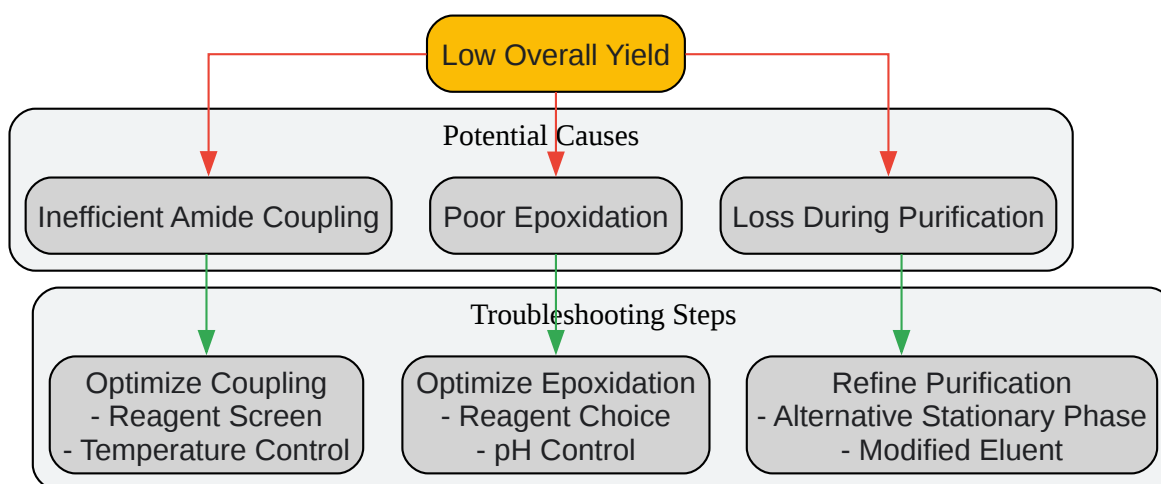 Low Overall Yield
Potential Causes
Inefficient Amide Coupling
Poor Epoxidation
Loss During Purification
Troubleshooting Steps
Optimize Coupling
- Reagent Screen
- Temperature Control
Optimize Epoxidation
- Reagent Choice
- pH Control
Refine Purification
- Alternative Stationary Phase
- Modified Eluent